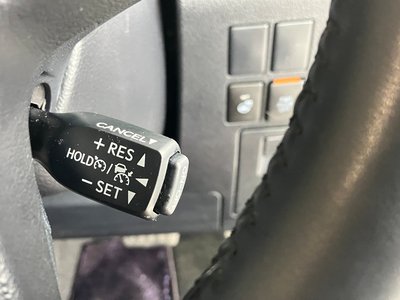 CANCEL▼
+RES▲
HOLD / ◀
−SET▼